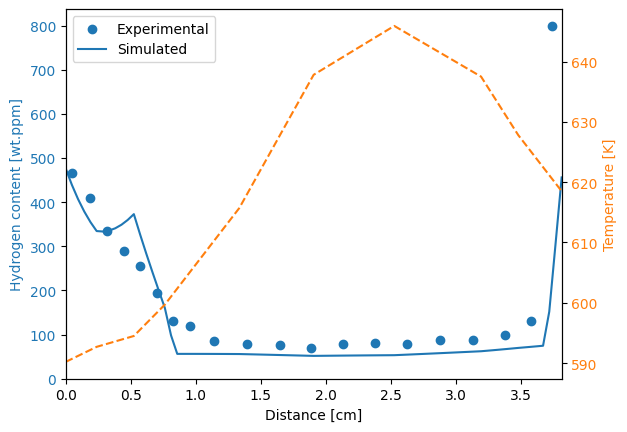 Experimental
Simulated
Hydrogen content [wt.ppm]
800
700
600
500
400
300
200
100
0
640
630
620
610
600
590
Temperature [K]
0.0 0.5 1.0 1.5 2.0 2.5 3.0 3.5
Distance [cm]